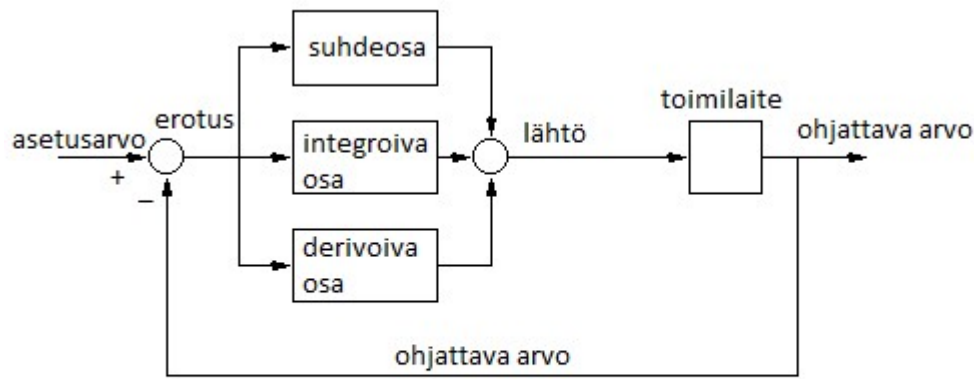 suhdeosa
toimilaite
erotus
lähtö
ohjattava arvo
asetusarvo
integroiva
osa
+
−
derivoiva
osa
ohjattava arvo